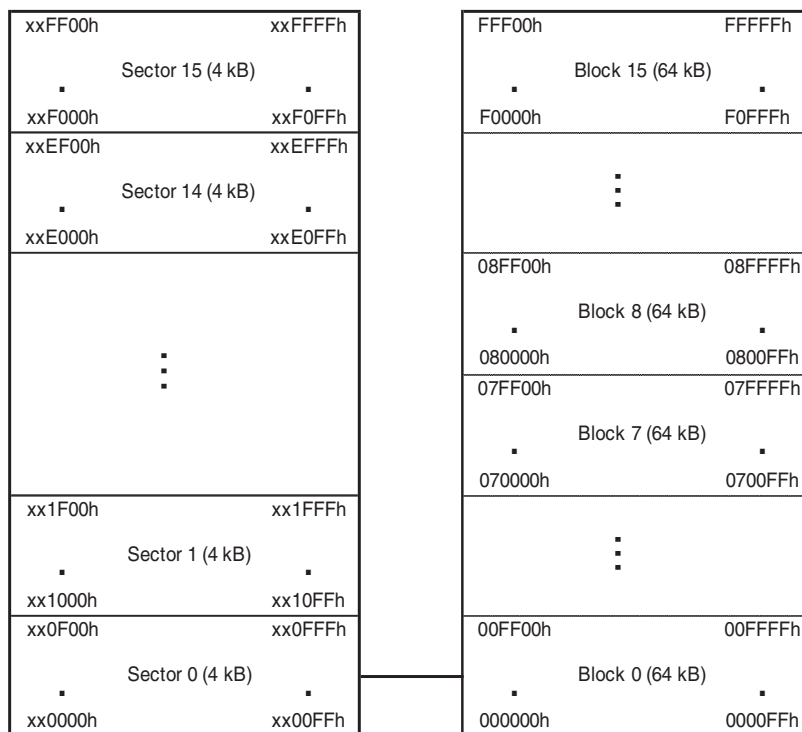 xxFF00h xxFFFFh
Sector 15 (4 kB)
xxF000h xxF0FFh
xxEF00h xxEFFFh
Sector 14 (4 kB)
xxE000h xxE0FFh
xx1F00h xx1FFFh
Sector 1 (4 kB)
xx1000h xx10FFh
xx0F00h xx0FFFh
Sector 0 (4 kB)
xx0000h xx00FFh
FFF00h FFFFFh
Block 15 (64 kB)
F0000h F0FFFh
08FF00h 08FFFFh
Block 8 (64 kB)
080000h 0800FFh
07FF00h 07FFFFh
Block 7 (64 kB)
070000h 0700FFh
00FF00h 00FFFFh
Block 0 (64 kB)
000000h 0000FFh